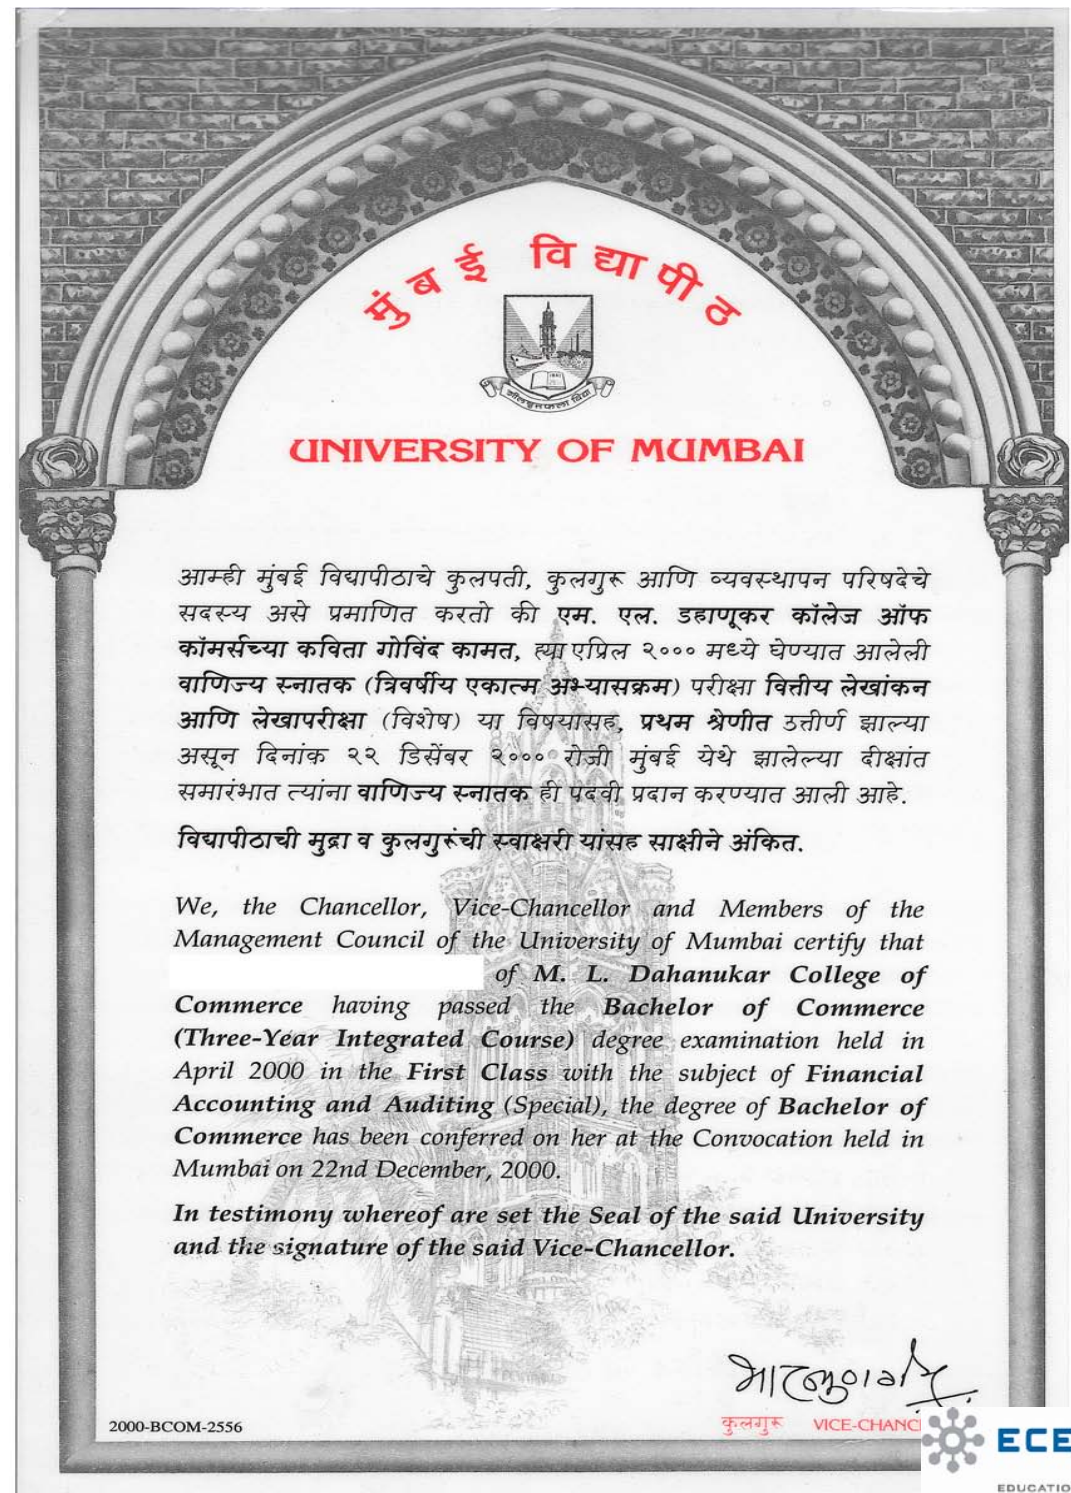 मुंबई विद्यापीठ
शीलवृत्तफला विद्या
UNIVERSITY OF MUMBAI
आम्ही मुंबई विद्यापीठाचे कुलपती, कुलगुरू आणि व्यवस्थापन परिषदेचे
सदस्य असे प्रमाणित करतो की एम. एल. डहाणूकर कॉलेज ऑफ
कॉमर्सच्या कविता गोविंद कामत, ह्या एप्रिल २००० मध्ये घेण्यात आलेली
वाणिज्य स्नातक (त्रिवर्षीय एकात्म अभ्यासक्रम) परीक्षा वित्तीय लेखांकन
आणि लेखापरीक्षा (विशेष) या विषयासह, प्रथम श्रेणीत उत्तीर्ण झाल्या
असून दिनांक २२ डिसेंबर २००० रोजी मुंबई येथे झालेल्या दीक्षांत
समारंभात त्यांना वाणिज्य स्नातक ही पदवी प्रदान करण्यात आली आहे.
विद्यापीठाची मुद्रा व कुलगुरूंची स्वाक्षरी यांसह साक्षीने अंकित.
We, the Chancellor, Vice-Chancellor and Members of the
Management Council of the University of Mumbai certify that
of M. L. Dahanukar College of
Commerce having passed the Bachelor of Commerce
(Three-Year Integrated Course) degree examination held in
April 2000 in the First Class with the subject of Financial
Accounting and Auditing (Special), the degree of Bachelor of
Commerce has been conferred on her at the Convocation held in
Mumbai on 22nd December, 2000.
In testimony whereof are set the Seal of the said University
and the signature of the said Vice-Chancellor.
2000-BCOM-2556
कुलगुरू VICE-CHANC
ECE
EDUCATIO